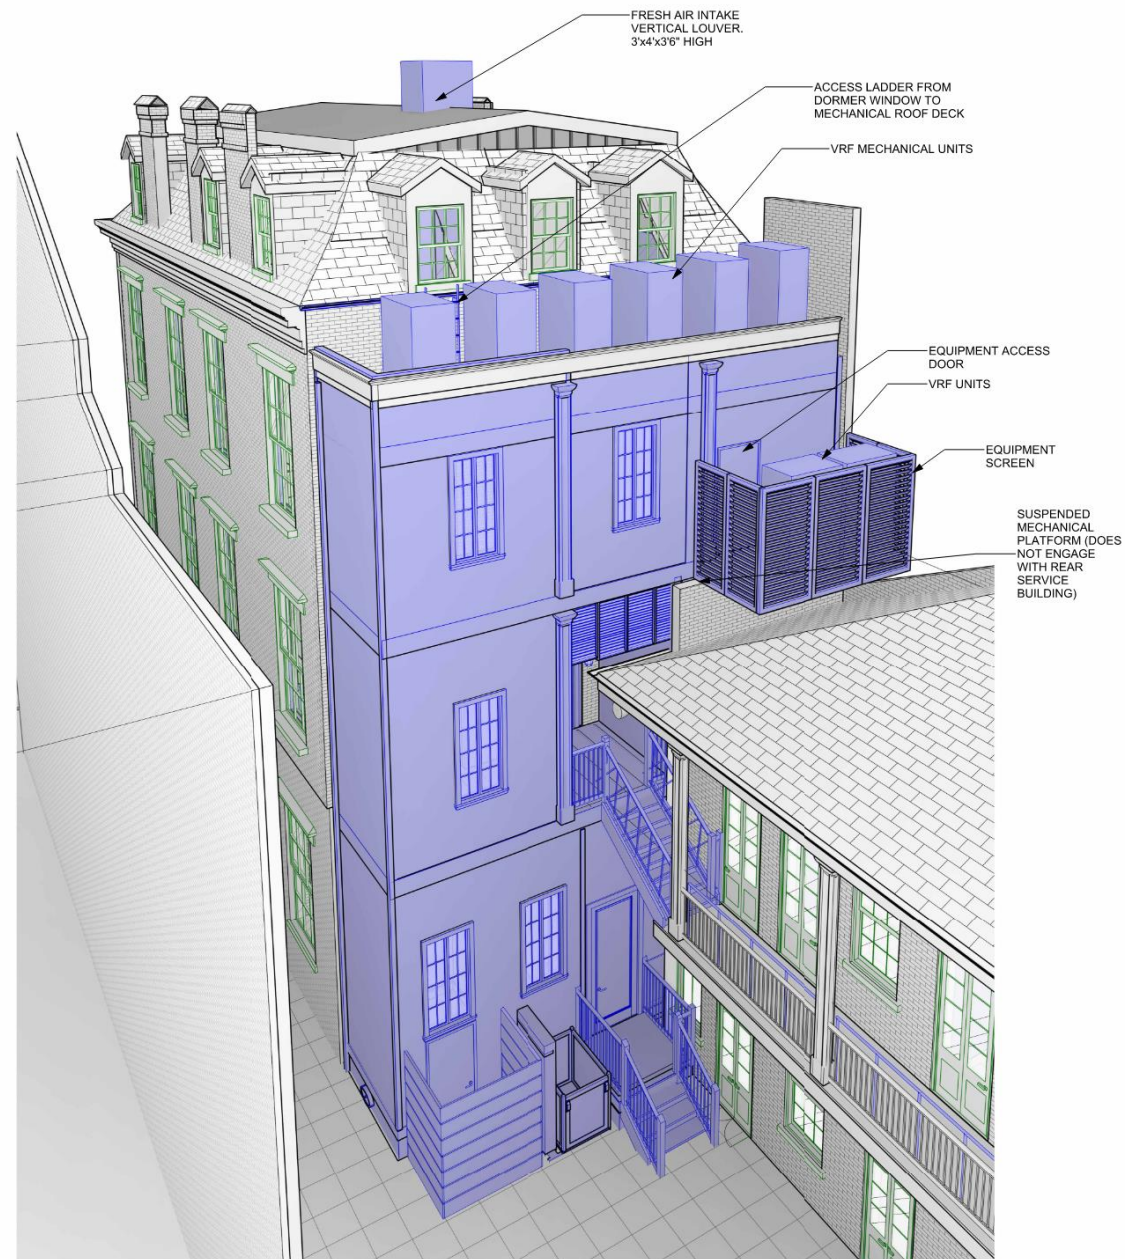 FRESH AIR INTAKE
VERTICAL LOUVER.
3'x4'x3'6" HIGH
ACCESS LADDER FROM
DORMER WINDOW TO
MECHANICAL ROOF DECK
VRF MECHANICAL UNITS
EQUIPMENT ACCESS
DOOR
VRF UNITS
EQUIPMENT
SCREEN
SUSPENDED
MECHANICAL
PLATFORM (DOES
NOT ENGAGE
WITH REAR
SERVICE
BUILDING)